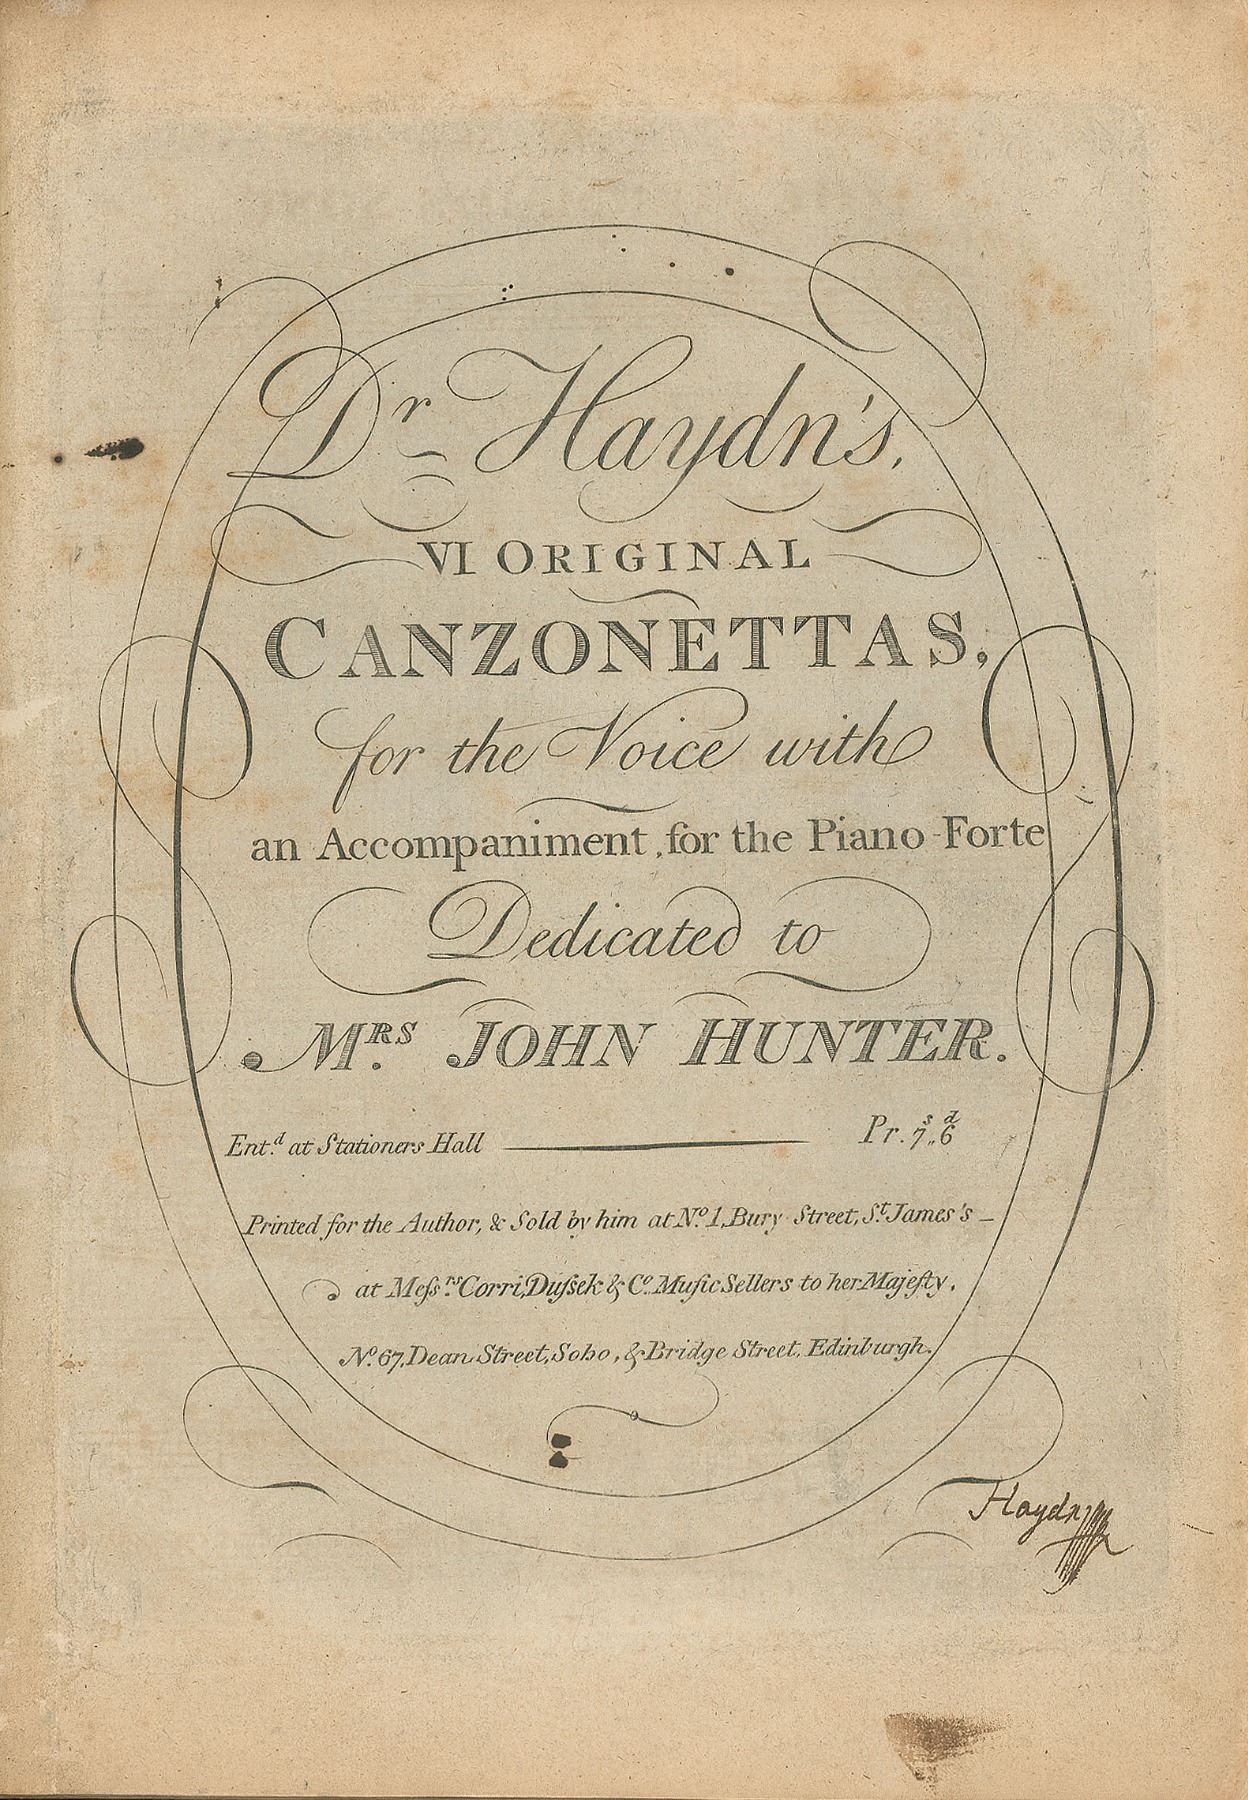 Dr Haydn's,
VI ORIGINAL
CANZONETTAS,
for the Voice with
an Accompaniment, for the Piano-Forte
Dedicated to
MRS. JOHN HUNTER.
Ent.d at Stationers Hall Pr. 7s,,6d
Printed for the Author, & Sold by him at No. 1, Bury Street, St. James's –
at Meſsrs. Corri, Duſsek & Co. Muſic Sellers to her Majeſty.
No. 67, Dean Street, Soho, & Bridge Street, Edinburgh.
Haydn